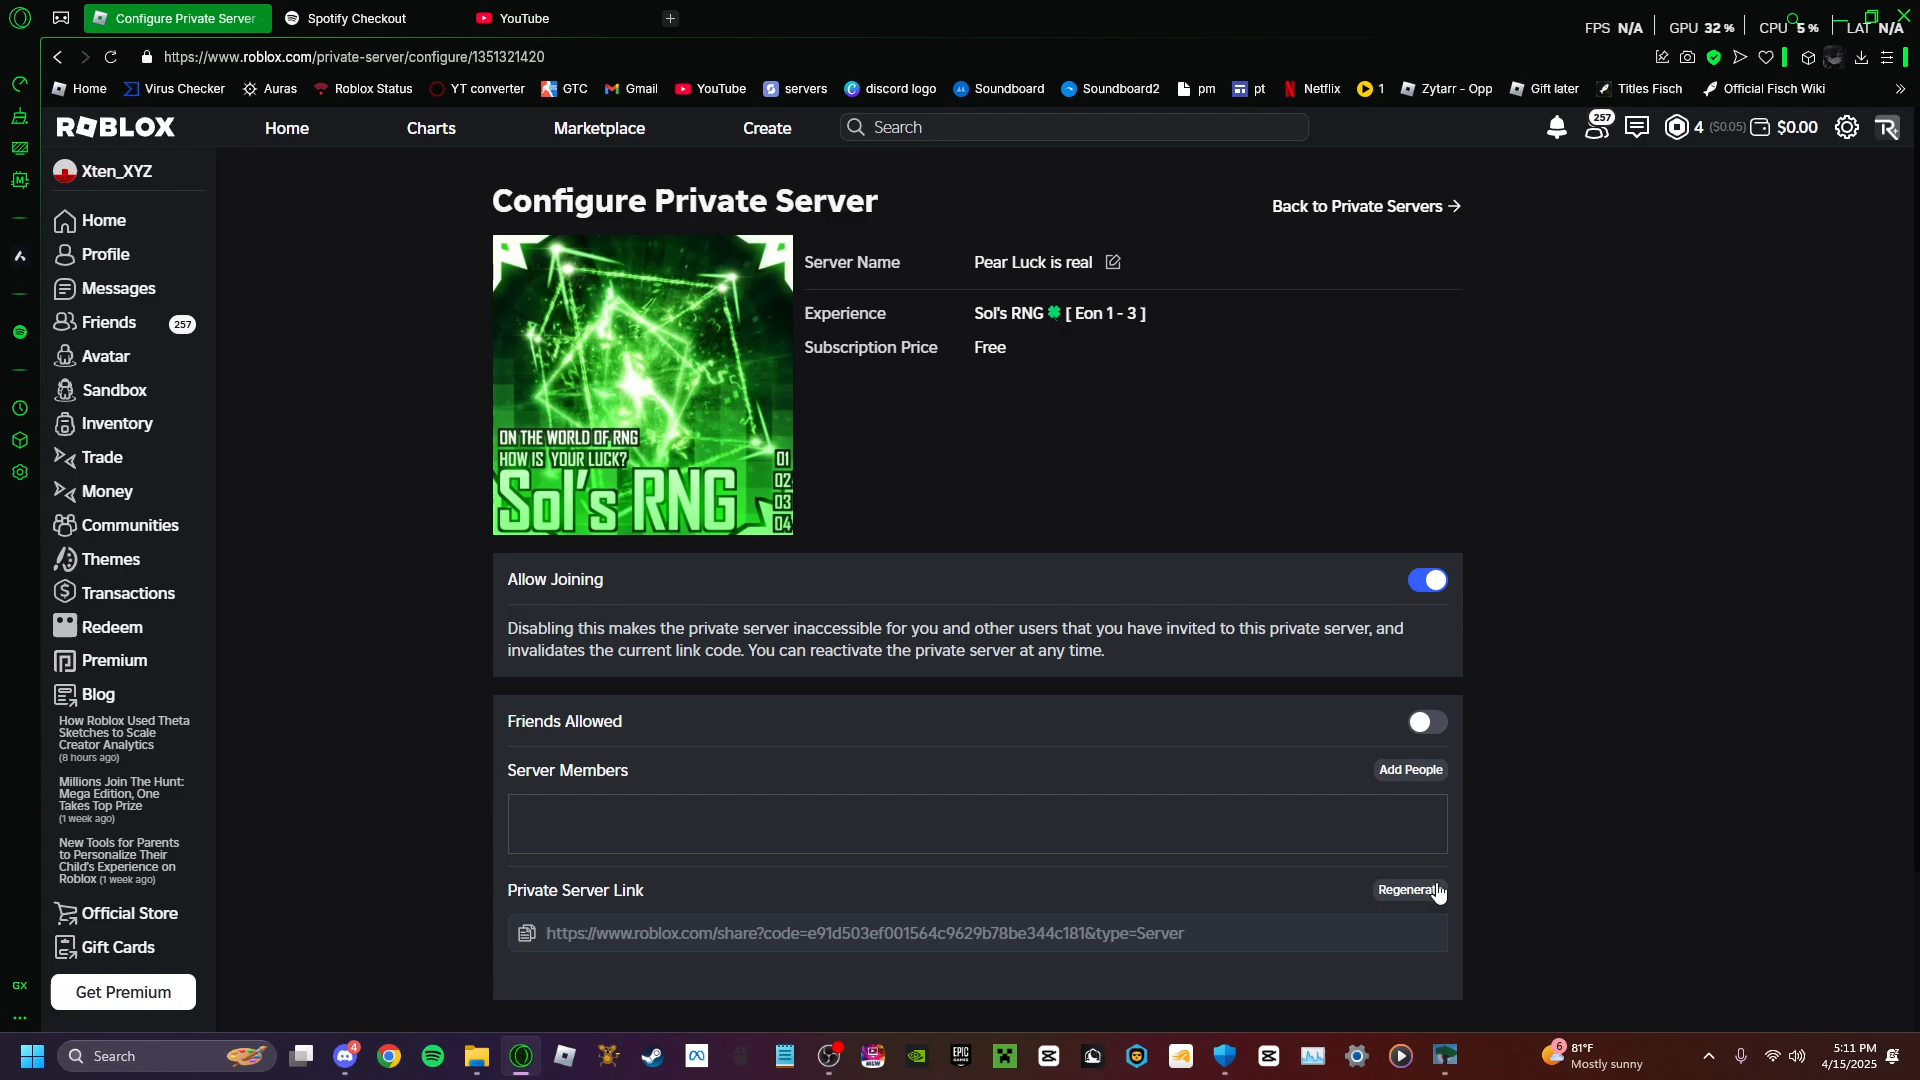 Configure Private Server
Spotify Checkout
YouTube
FPS N/A
GPU 32 %
CPU 5 %
LAT N/A
https://www.roblox.com/private-server/configure/1351321420
Home
Virus Checker
Auras
Roblox Status
YT converter
GTC
Gmail
YouTube
servers
discord logo
Soundboard
Soundboard2
pm
pt
Netflix
1
Zytarr - Opp
Gift later
Titles Fisch
Official Fisch Wiki
ROBLOX
Home
Charts
Marketplace
Create
Search
257
4 ($0.05)
$0.00
Xten_XYZ
Home
Profile
Messages
Friends 257
Avatar
Sandbox
Inventory
Trade
Money
Communities
Themes
Transactions
Redeem
Premium
Blog
How Roblox Used Theta
Sketches to Scale
Creator Analytics
(8 hours ago)
Millions Join The Hunt:
Mega Edition, One
Takes Top Prize
(1 week ago)
New Tools for Parents
to Personalize Their
Child's Experience on
Roblox (1 week ago)
Official Store
Gift Cards
Get Premium
GX
Configure Private Server
Back to Private Servers →
Server Name Pear Luck is real
Experience Sol's RNG🍀 [ Eon 1 - 3 ]
Subscription Price Free
ON THE WORLD OF RNG
HOW IS YOUR LUCK?
Sol's RNG
01
02
03
04
Allow Joining
Disabling this makes the private server inaccessible for you and other users that you have invited to this private server, and
invalidates the current link code. You can reactivate the private server at any time.
Friends Allowed
Server Members
Add People
Private Server Link
Regenerate
https://www.roblox.com/share?code=e91d503ef001564c9629b78be344c181&type=Server
Search
4
EPIC
GAMES
6
81°F
Mostly sunny
5:11 PM
4/15/2025